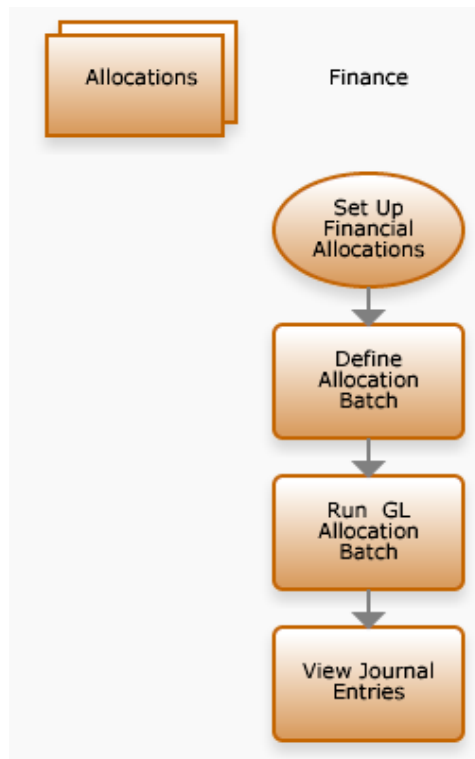 Allocations
Finance
Set Up
Financial
Allocations
Define
Allocation
Batch
Run GL
Allocation
Batch
View Journal
Entries